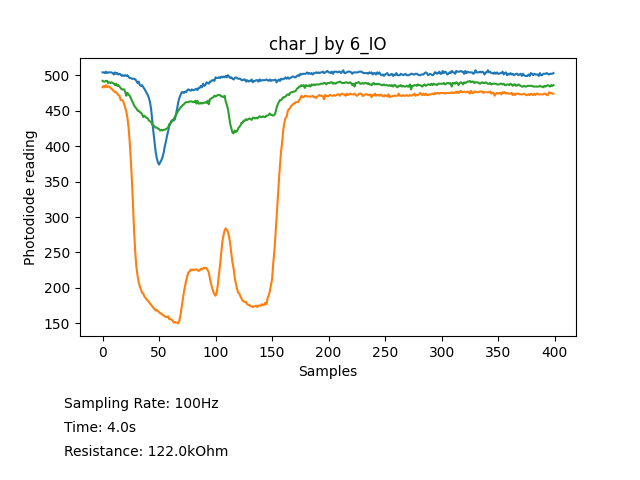 char_J by 6_IO
Photodiode reading
500
450
400
350
300
250
200
150
0 50 100 150 200 250 300 350 400
Samples
Sampling Rate: 100Hz
Time: 4.0s
Resistance: 122.0kOhm